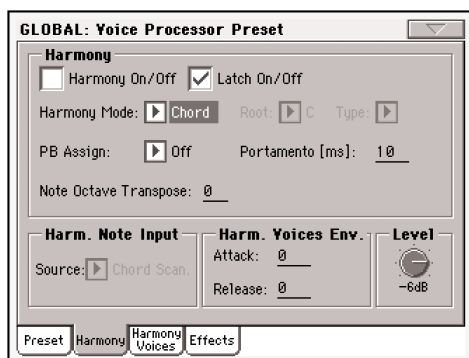 GLOBAL: Voice Processor Preset
Harmony
Harmony On/Off Latch On/Off
Harmony Mode: Chord Root: C Type:
PB Assign: Off Portamento [ms]: 10
Note Octave Transpose: 0
Harm. Note Input
Source: Chord Scan.
Harm. Voices Env.
Attack: 0
Release: 0
Level
-6dB
Preset Harmony Harmony Voices Effects